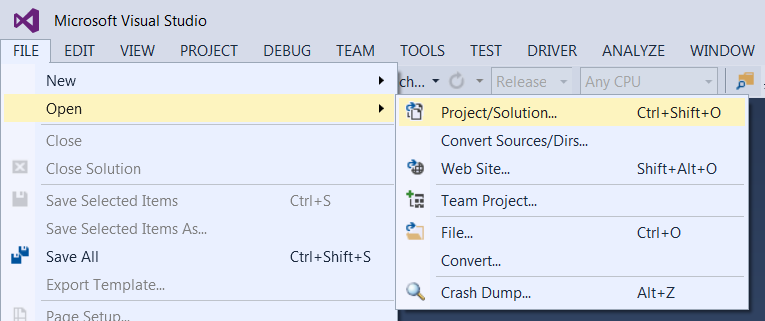 Microsoft Visual Studio
FILE EDIT VIEW PROJECT DEBUG TEAM TOOLS TEST DRIVER ANALYZE WINDOW
ch... Release Any CPU
New
Open
Close
Close Solution
Save Selected Items Ctrl+S
Save Selected Items As...
Save All Ctrl+Shift+S
Export Template...
Page Setup...
Project/Solution... Ctrl+Shift+O
Convert Sources/Dirs...
Web Site... Shift+Alt+O
Team Project...
File... Ctrl+O
Convert...
Crash Dump... Alt+Z